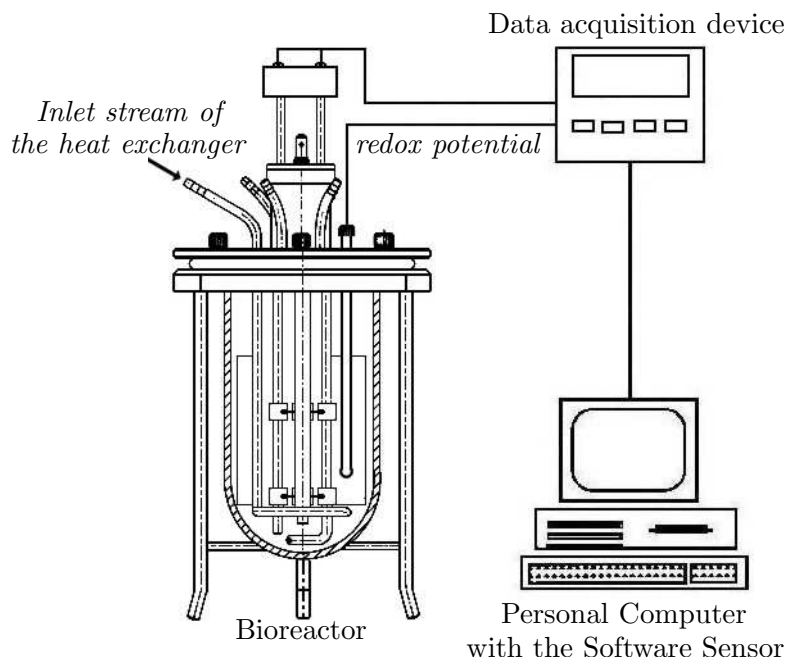 Data acquisition device
Inlet stream of
the heat exchanger
redox potential
Bioreactor
Personal Computer
with the Software Sensor